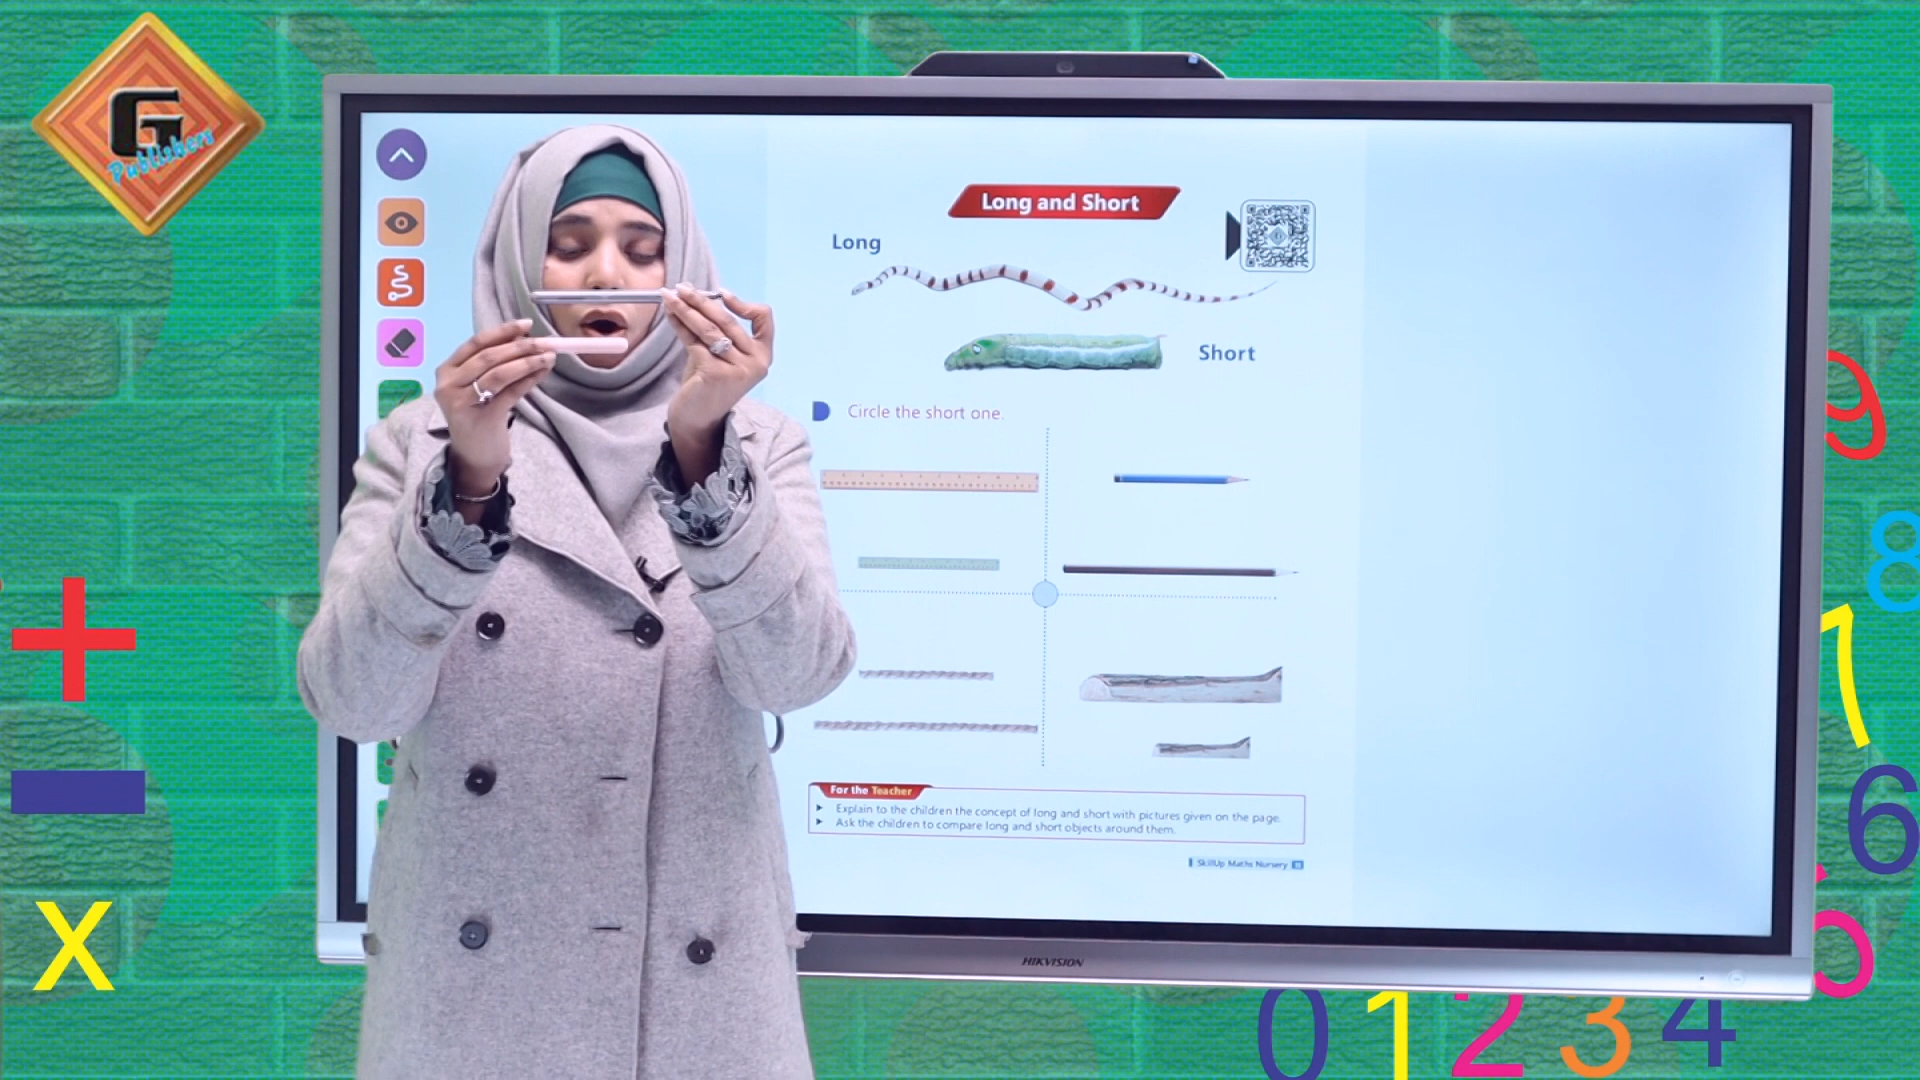 G
Publishers
Long and Short
Long
Short
Circle the short one.
For the Teacher
Explain to the children the concept of long and short with pictures given on the page.
Ask the children to compare long and short objects around them.
SkillUp Maths Nursery
HIKVISION
+
-
x
9
8
7
6
5
0 1 2 3 4